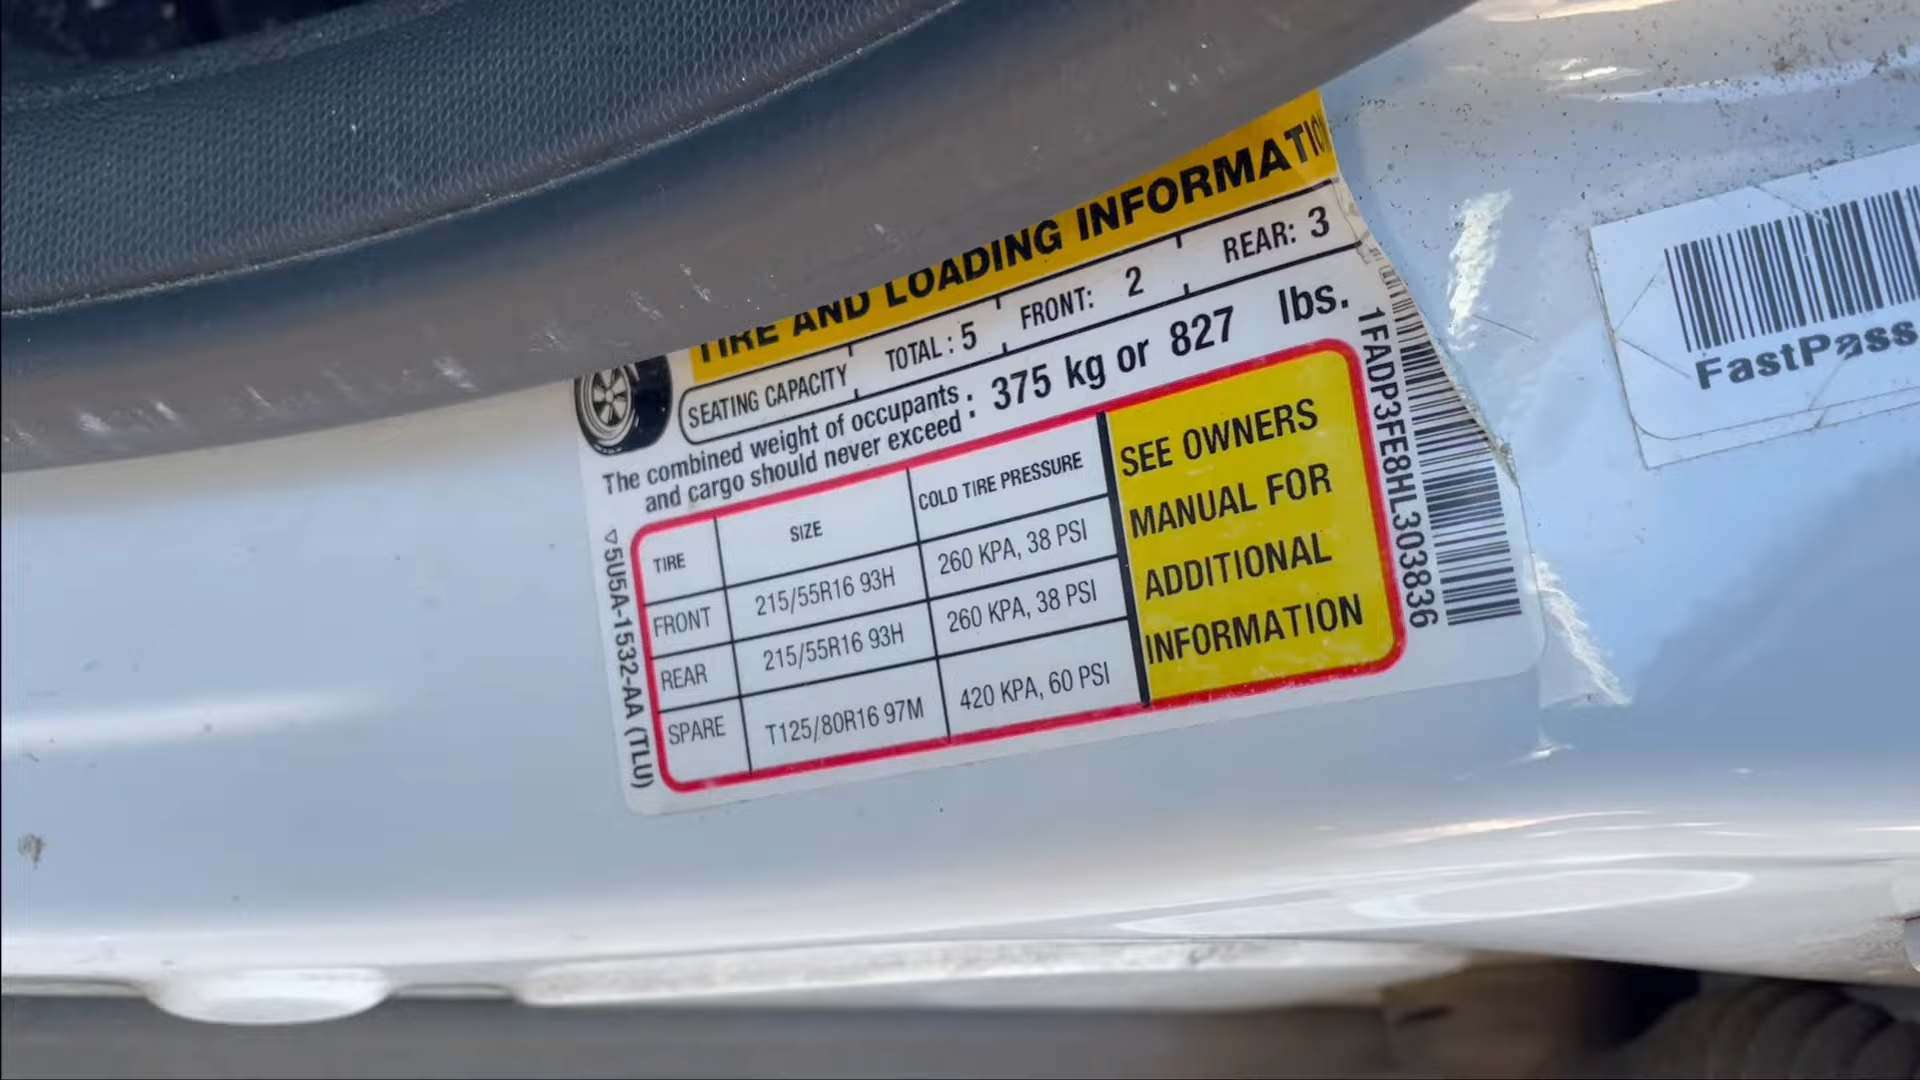 TIRE AND LOADING INFORMATIO
SEATING CAPACITY TOTAL : 5 FRONT: 2 REAR: 3
The combined weight of occupants
and cargo should never exceed : 375 kg or 827 lbs.
TIRE SIZE COLD TIRE PRESSURE
FRONT 215/55R16 93H 260 KPA, 38 PSI
REAR 215/55R16 93H 260 KPA, 38 PSI
SPARE T125/80R16 97M 420 KPA, 60 PSI
SEE OWNERS
MANUAL FOR
ADDITIONAL
INFORMATION
5U5A-1532-AA (TLU)
1FADP3FE8HL303836
FastPass